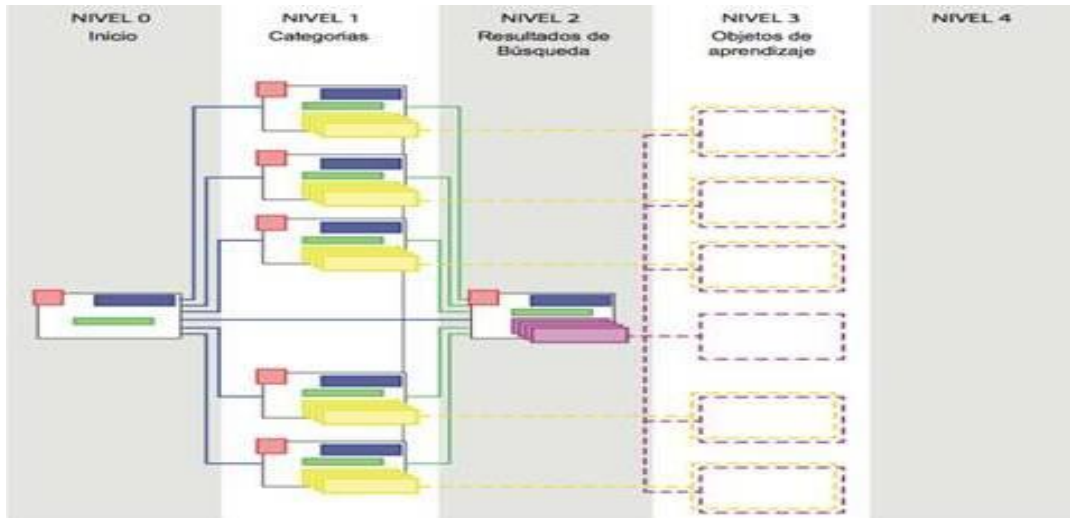 NIVEL 0
Inicio
NIVEL 1
Categorias
NIVEL 2
Resultados de
Búsqueda
NIVEL 3
Objetos de
aprendizaje
NIVEL 4